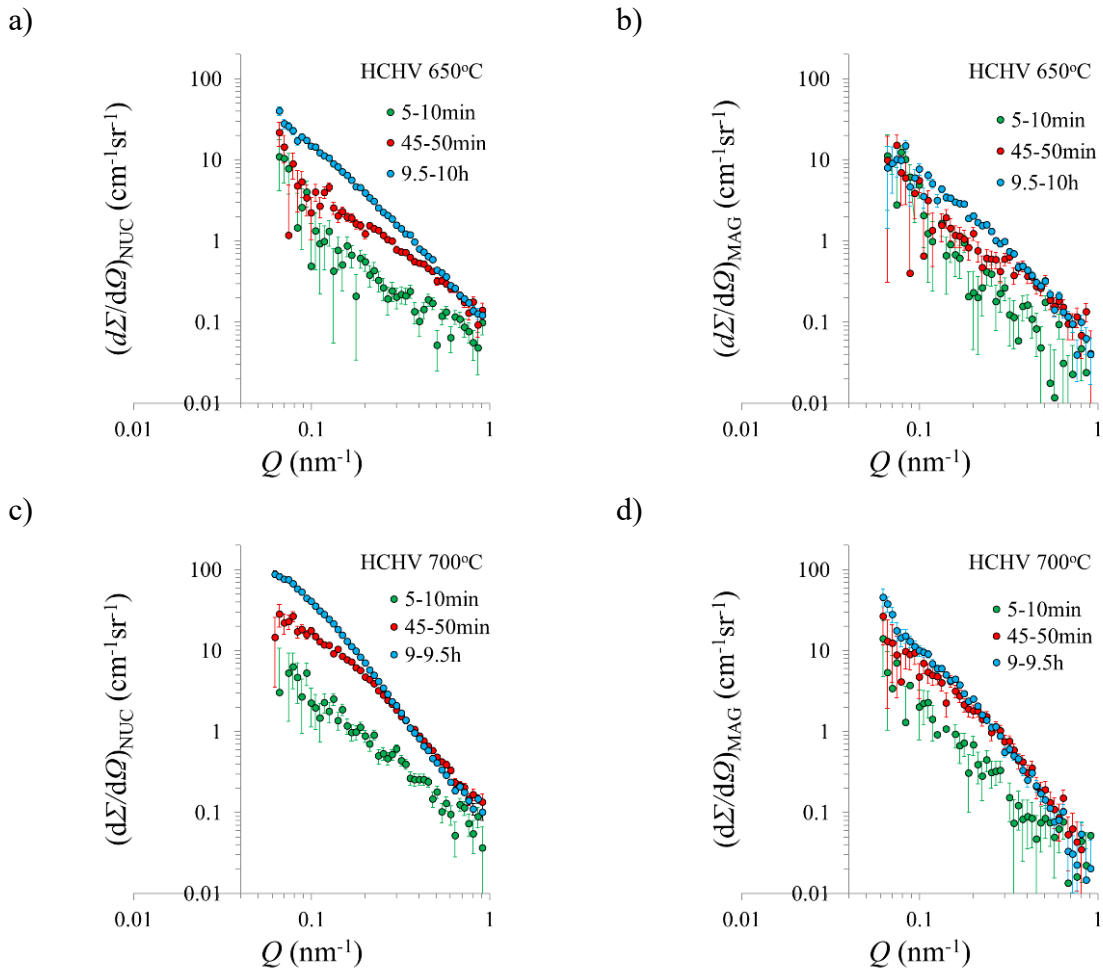 a)
HCHV 650°C
5-10min
45-50min
9.5-10h
100
10
1
0.1
0.01
0.01
0.1
1
(dΣ/dΩ)NUC (cm⁻¹sr⁻¹)
Q (nm⁻¹)
b)
HCHV 650°C
5-10min
45-50min
9.5-10h
100
10
1
0.1
0.01
0.01
0.1
1
(dΣ/dΩ)MAG (cm⁻¹sr⁻¹)
Q (nm⁻¹)
c)
HCHV 700°C
5-10min
45-50min
9-9.5h
100
10
1
0.1
0.01
0.01
0.1
1
(dΣ/dΩ)NUC (cm⁻¹sr⁻¹)
Q (nm⁻¹)
d)
HCHV 700°C
5-10min
45-50min
9-9.5h
100
10
1
0.1
0.01
0.01
0.1
1
(dΣ/dΩ)MAG (cm⁻¹sr⁻¹)
Q (nm⁻¹)